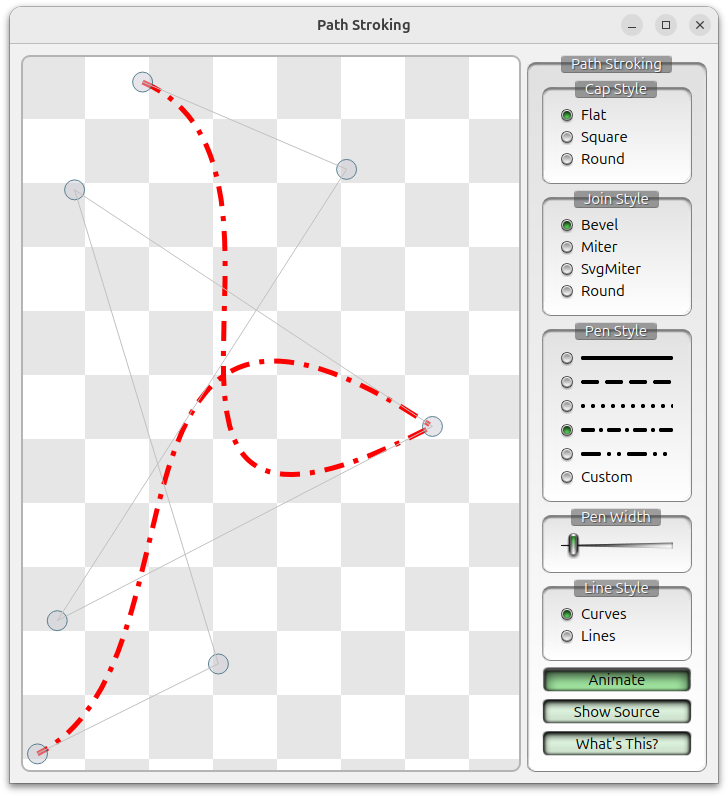 Path Stroking
Path Stroking
Cap Style
Flat
Square
Round
Join Style
Bevel
Miter
SvgMiter
Round
Pen Style
Custom
Pen Width
Line Style
Curves
Lines
Animate
Show Source
What's This?